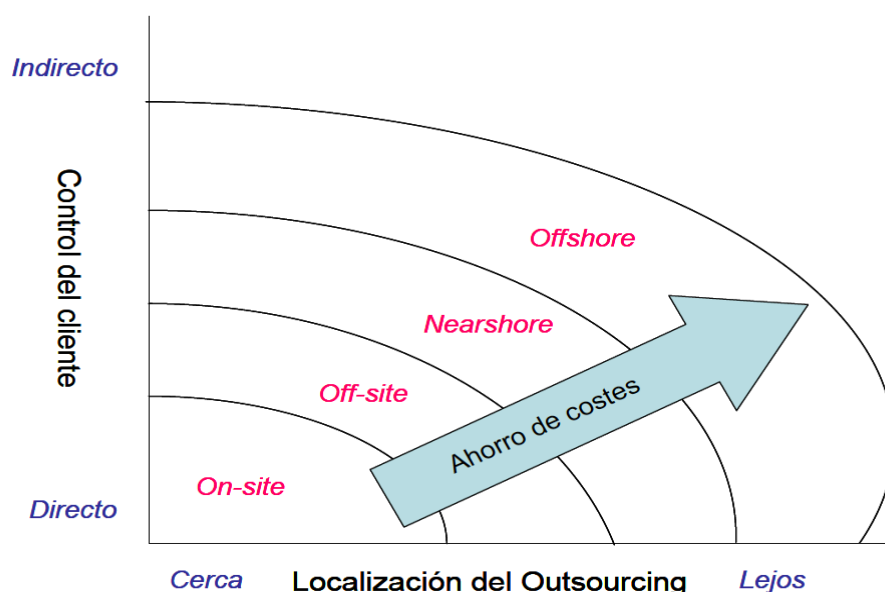 Indirecto
Control del cliente
Offshore
Nearshore
Off-site
Ahorro de costes
On-site
Directo
Cerca
Localización del Outsourcing
Lejos